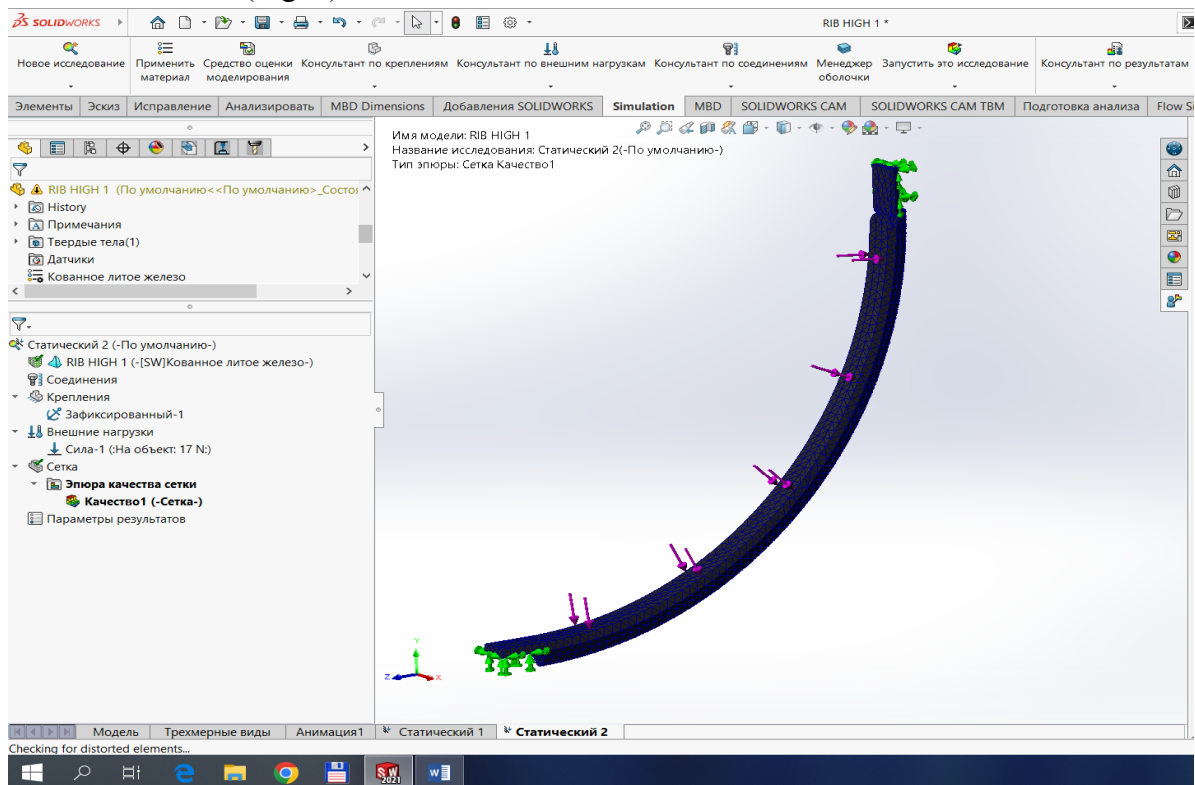 SOLIDWORKS
RIB HIGH 1 *
Новое исследование
Применить материал
Средство оценки моделирования
Консультант по креплениям
Консультант по внешним нагрузкам
Консультант по соединениям
Менеджер оболочки
Запустить это исследование
Консультант по результатам
Элементы
Эскиз
Исправление
Анализировать
MBD Dimensions
Добавления SOLIDWORKS
Simulation
MBD
SOLIDWORKS CAM
SOLIDWORKS CAM TBM
Подготовка анализа
Flow Si
RIB HIGH 1 (По умолчанию<<По умолчанию>_Состоя
History
Примечания
Твердые тела(1)
Датчики
Кованное литое железо
Статический 2 (-По умолчанию-)
RIB HIGH 1 (-[SW]Кованное литое железо-)
Соединения
Крепления
Зафиксированный-1
Внешние нагрузки
Сила-1 (:На объект: 17 N:)
Сетка
Эпюра качества сетки
Качество1 (-Сетка-)
Параметры результатов
Имя модели: RIB HIGH 1
Название исследования: Статический 2(-По умолчанию-)
Тип эпюры: Сетка Качество1
Y
Z
X
Модель
Трехмерные виды
Анимация1
Статический 1
Статический 2
Checking for distorted elements...
SW
2021
W